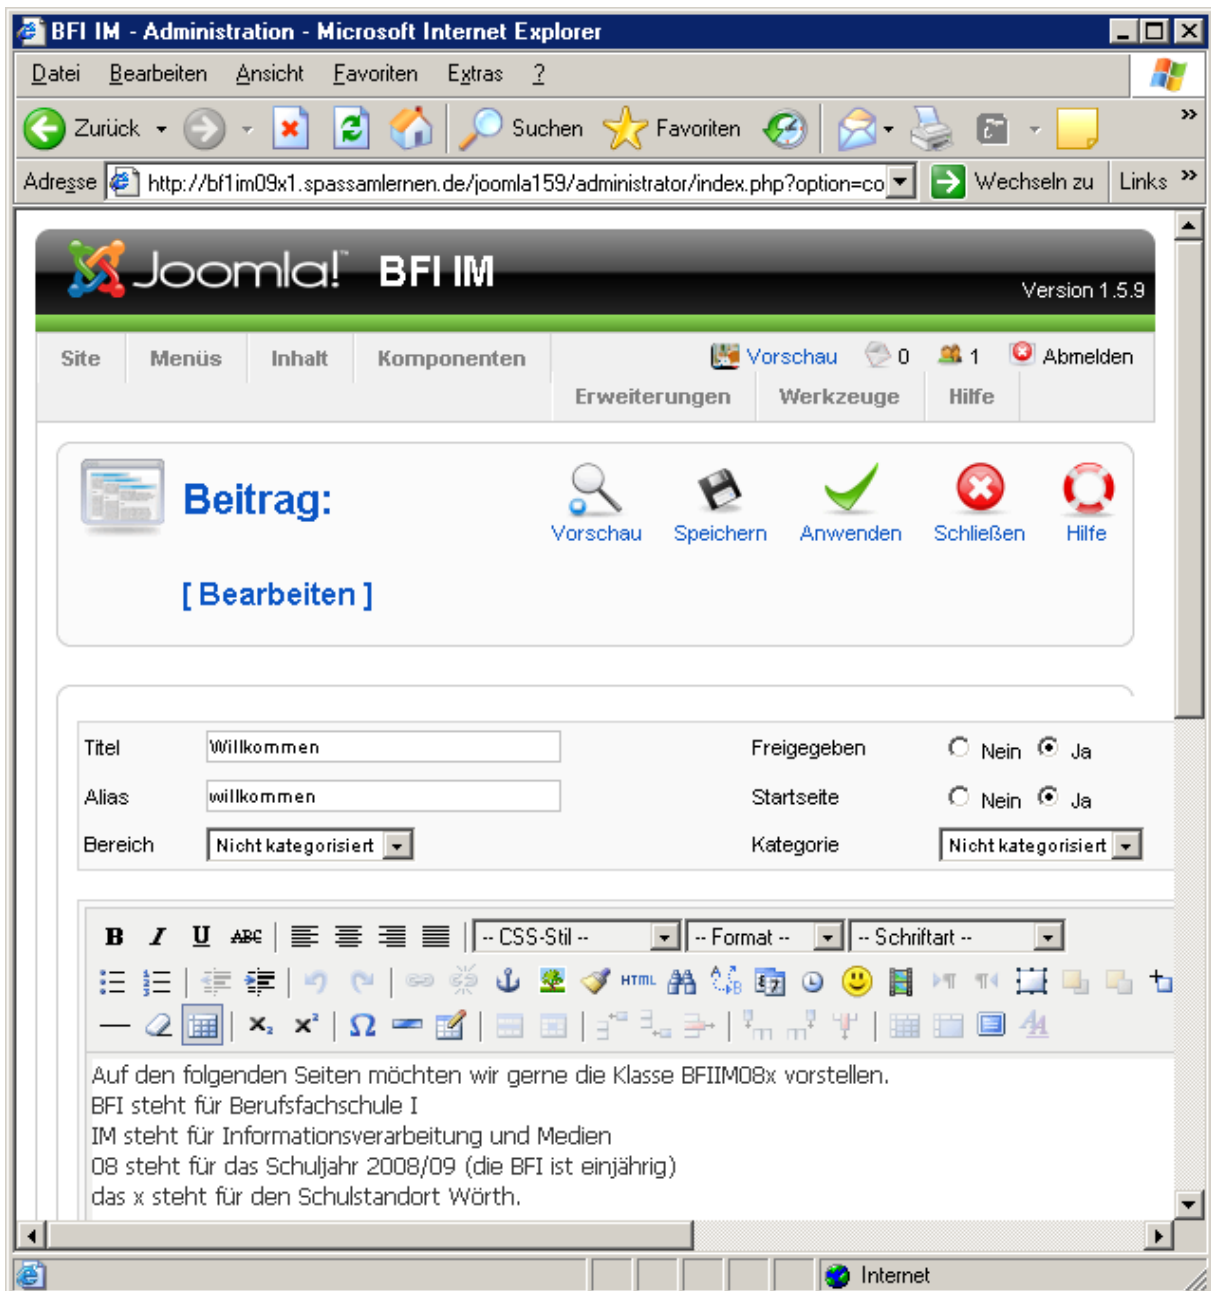 BFI IM - Administration - Microsoft Internet Explorer
Datei Bearbeiten Ansicht Favoriten Extras ?
Zurück Suchen Favoriten »
Adresse http://bf1im09x1.spassamlernen.de/joomla159/administrator/index.php?option=co Wechseln zu Links »
Joomla!™ BFI IM
Version 1.5.9
Site Menüs Inhalt Komponenten Vorschau 0 1 Abmelden
Erweiterungen Werkzeuge Hilfe
Beitrag:
Vorschau Speichern Anwenden Schließen Hilfe
[ Bearbeiten ]
Titel Willkommen Freigegeben Nein Ja
Alias willkommen Startseite Nein Ja
Bereich Nicht kategorisiert Kategorie Nicht kategorisiert
B I U ABC -- CSS-Stil -- -- Format -- -- Schriftart --
HTML
x₂ x² Ω
Auf den folgenden Seiten möchten wir gerne die Klasse BFIIM08x vorstellen.
BFI steht für Berufsfachschule I
IM steht für Informationsverarbeitung und Medien
08 steht für das Schuljahr 2008/09 (die BFI ist einjährig)
das x steht für den Schulstandort Wörth.
Internet